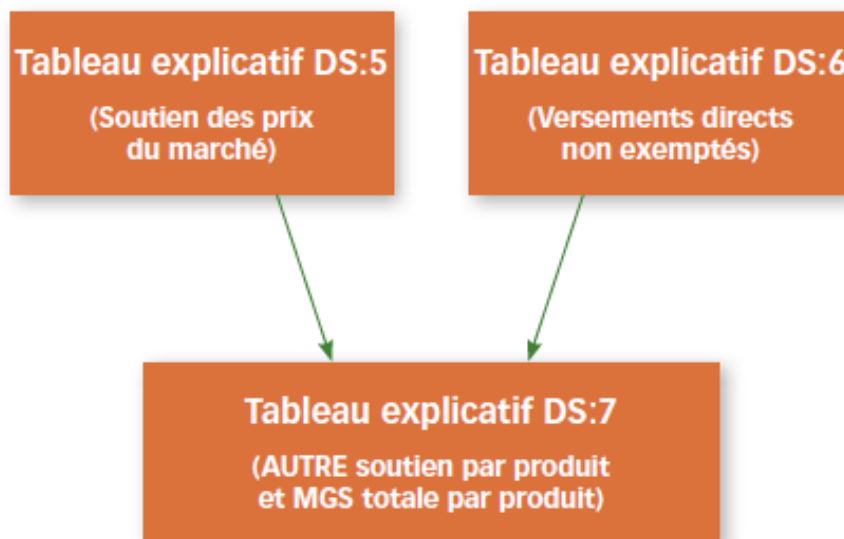 Tableau explicatif DS:5
(Soutien des prix
du marché)
Tableau explicatif DS:6
(Versements directs
non exemptés)
Tableau explicatif DS:7
(AUTRE soutien par produit
et MGS totale par produit)